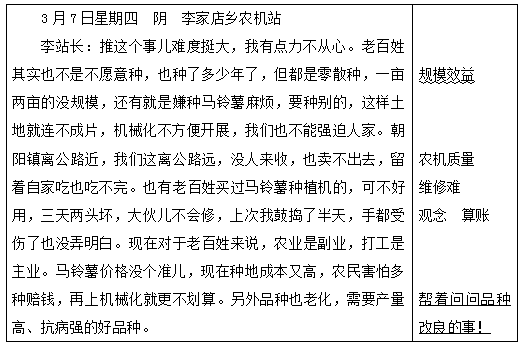 3月7日星期四　阴　李家店乡农机站
李站长：推这个事儿难度挺大，我有点力不从心。老百姓
其实也不是不愿意种，也种了多少年了，但都是零散种，一亩
两亩的没规模，还有就是嫌种马铃薯麻烦，要种别的，这样土
地就连不成片，机械化不方便开展，我们也不能强迫人家。朝
阳镇离公路近，我们这离公路远，没人来收，也卖不出去，留
着自家吃也吃不完。也有老百姓买过马铃薯种植机的，可不好
用，三天两头坏，大伙儿不会修，上次我鼓捣了半天，手都受
伤了也没弄明白。现在对于老百姓来说，农业是副业，打工是
主业。马铃薯价格没个准儿，现在种地成本又高，农民害怕多
种赔钱，再上机械化就更不划算。另外品种也老化，需要产量
高、抗病强的好品种。
规模效益
农机质量
维修难
观念　算账
帮着问问品种
改良的事！